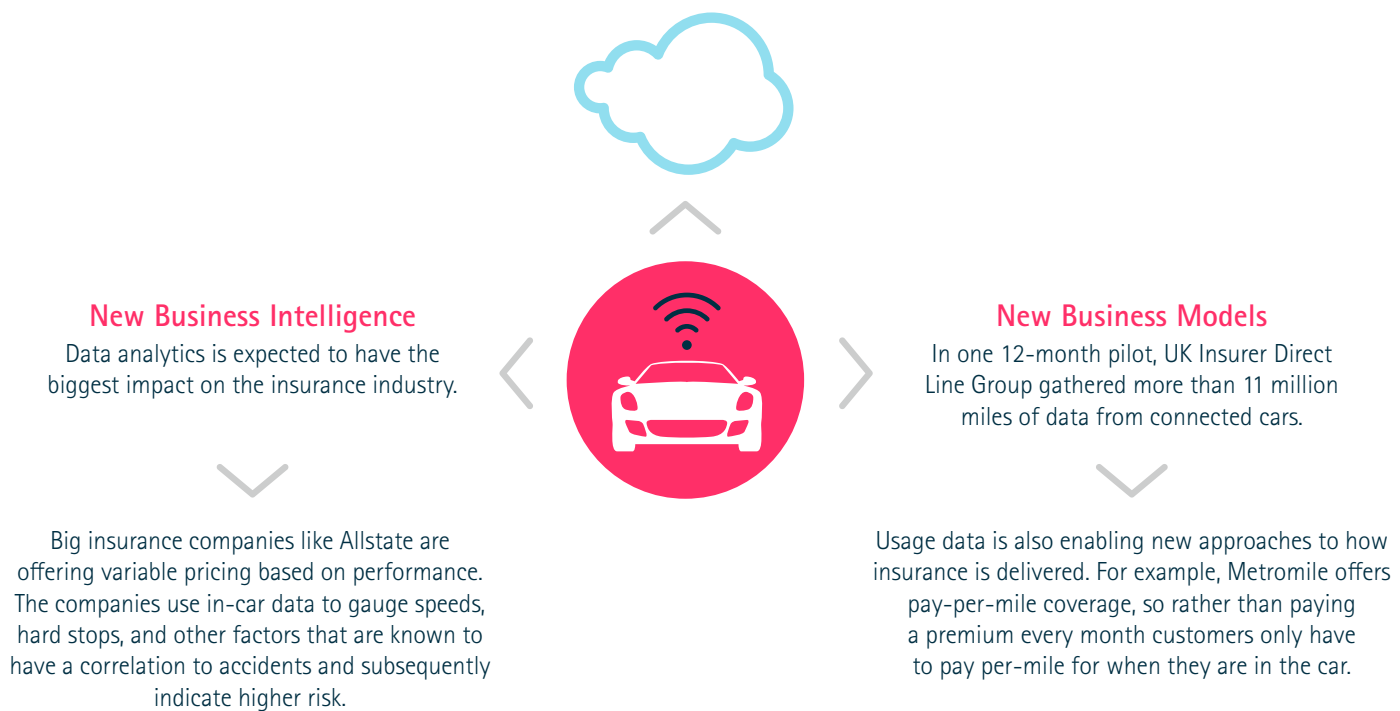 New Business Intelligence
Data analytics is expected to have the
biggest impact on the insurance industry.
Big insurance companies like Allstate are
offering variable pricing based on performance.
The companies use in-car data to gauge speeds,
hard stops, and other factors that are known to
have a correlation to accidents and subsequently
indicate higher risk.
New Business Models
In one 12-month pilot, UK Insurer Direct
Line Group gathered more than 11 million
miles of data from connected cars.
Usage data is also enabling new approaches to how
insurance is delivered. For example, Metromile offers
pay-per-mile coverage, so rather than paying
a premium every month customers only have
to pay per-mile for when they are in the car.